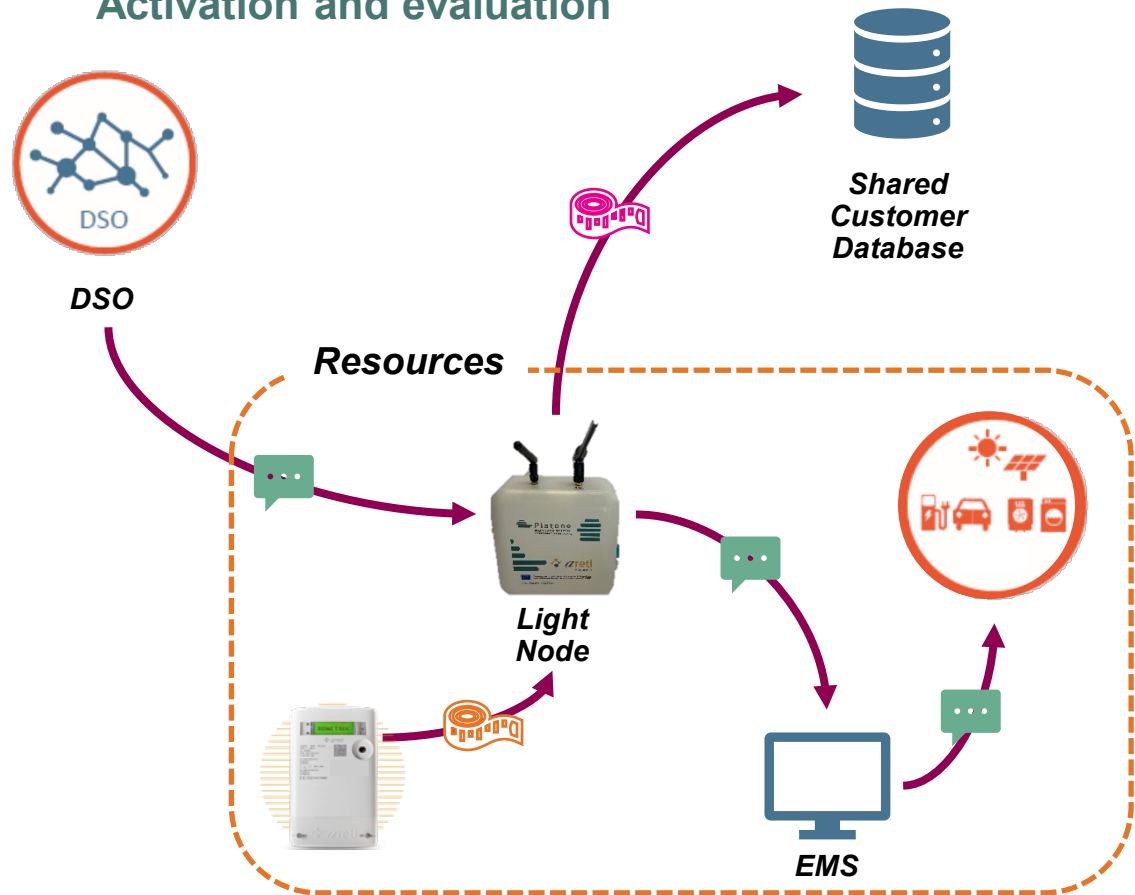 Activation and evaluation
DSO
DSO
Shared
Customer
Database
Resources
Platone
areti
Light
Node
EMS